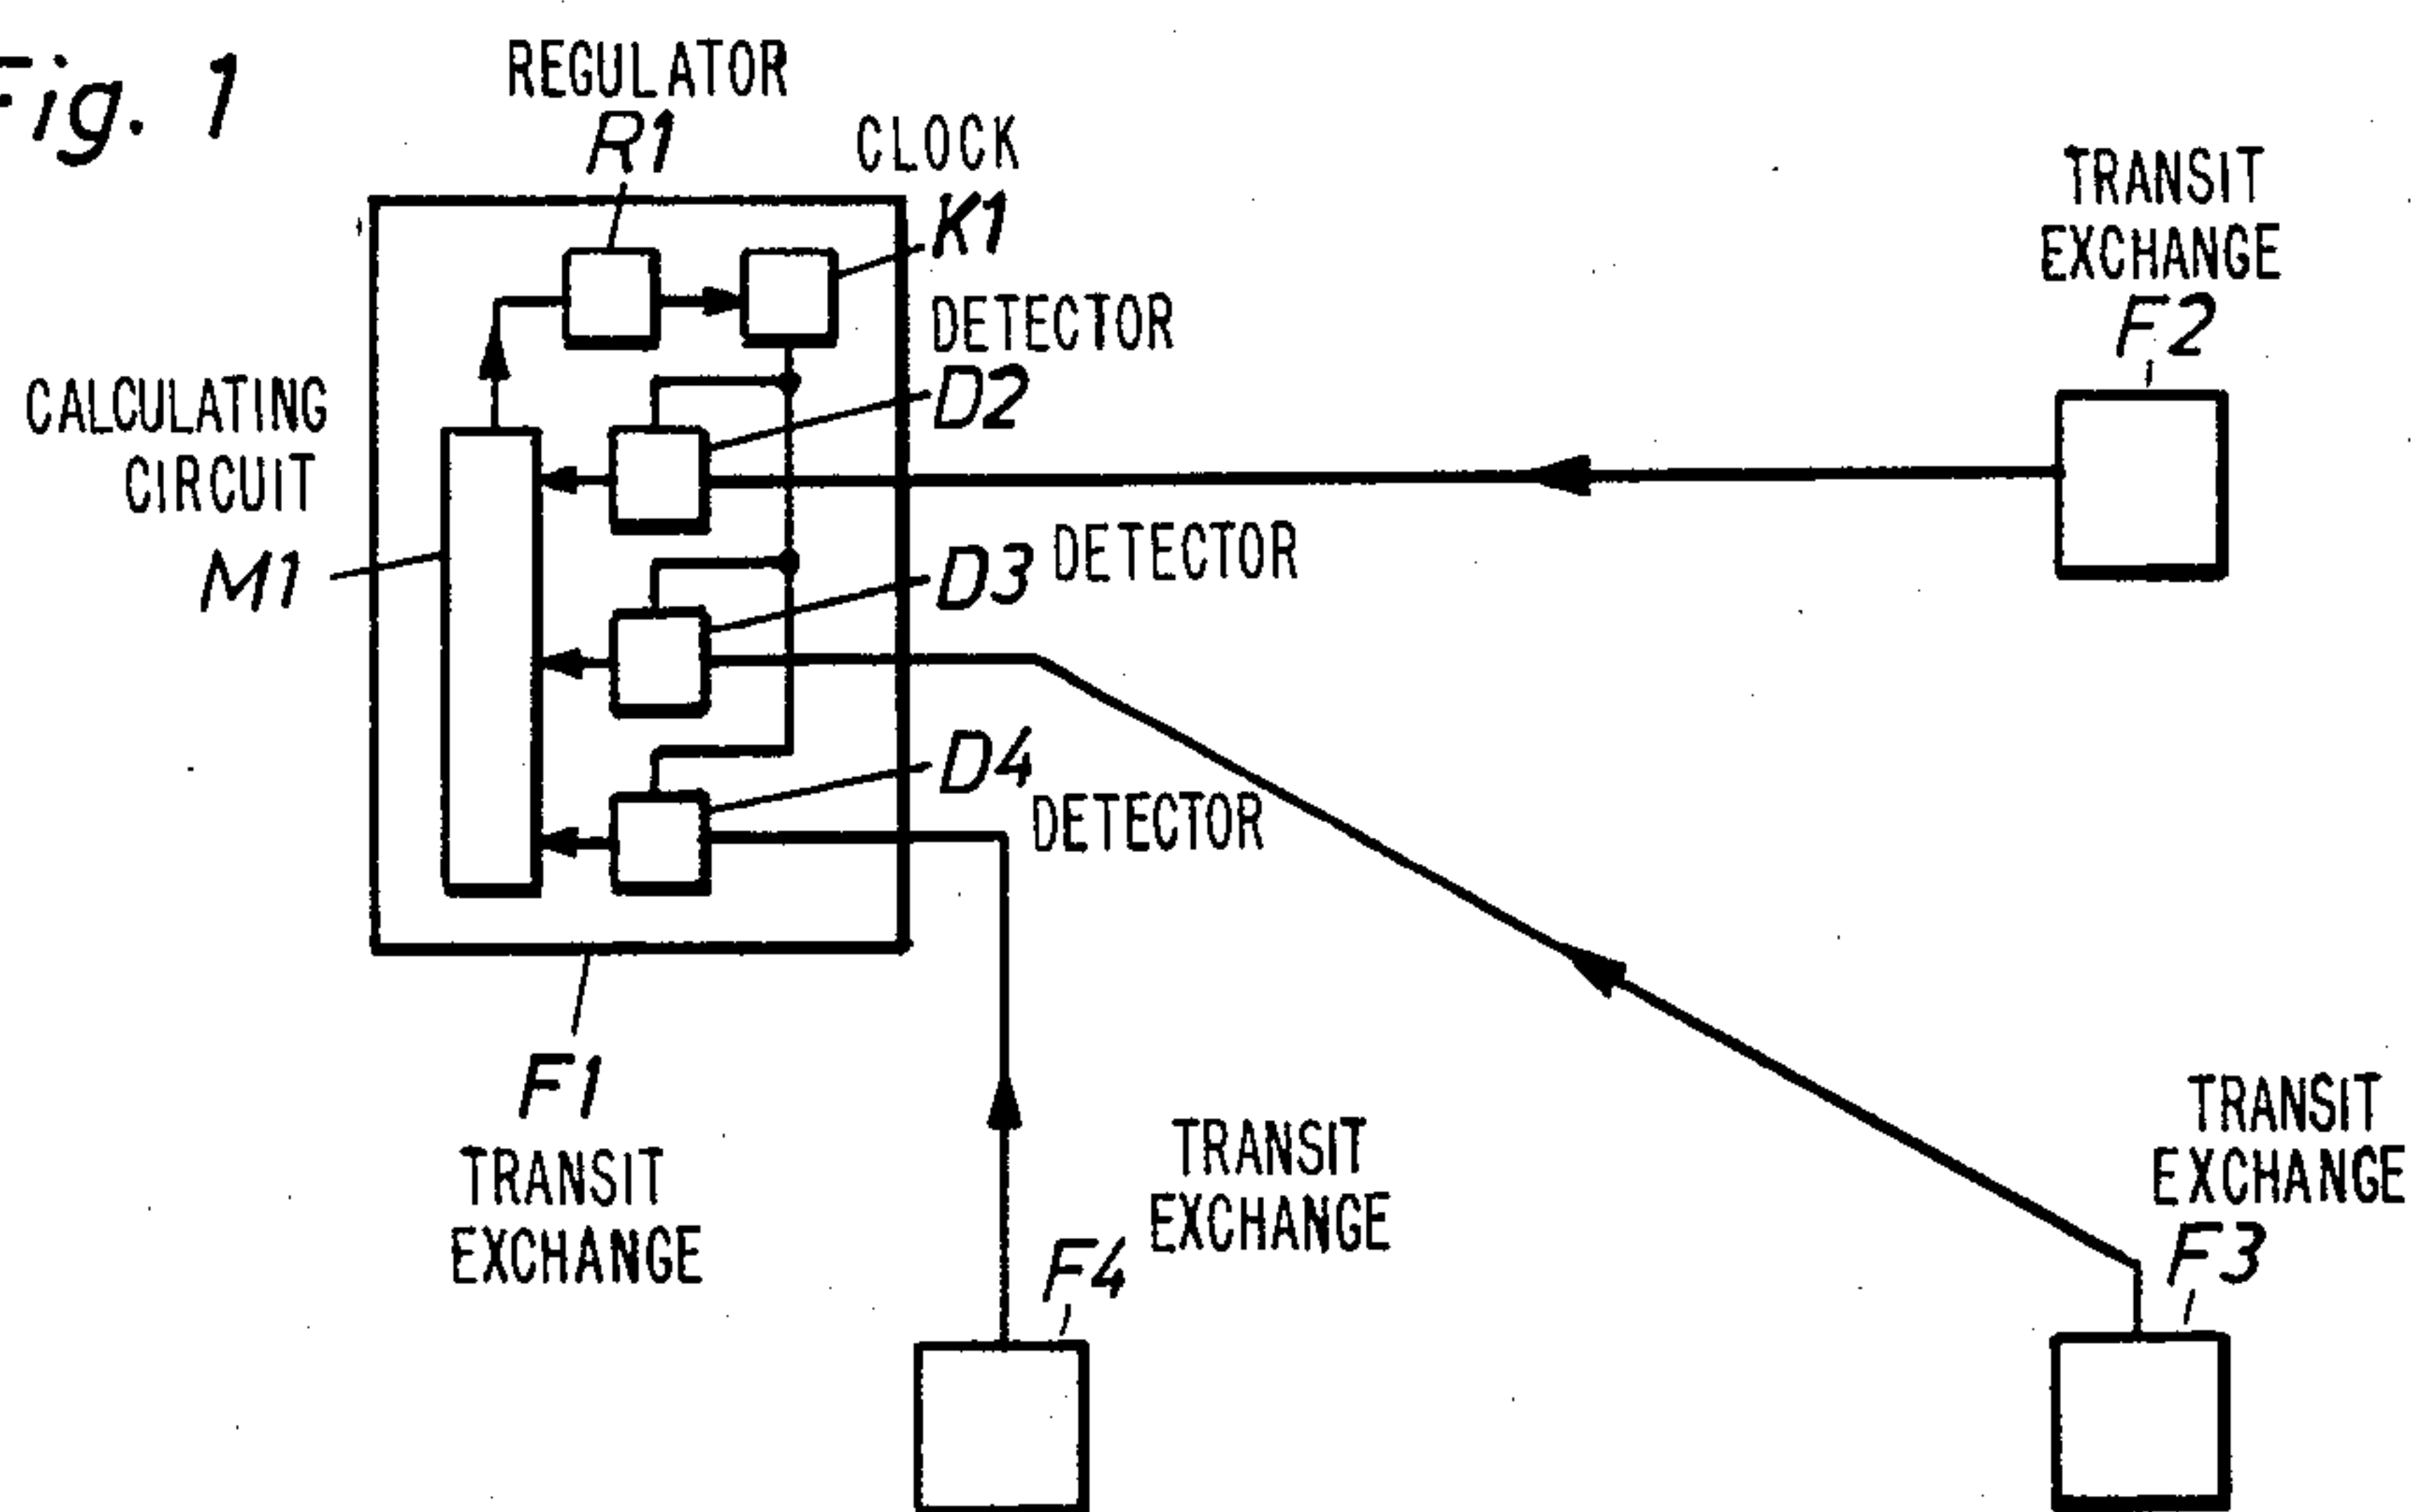 Fig. 1
REGULATOR
R1
CLOCK
K1
DETECTOR
D2
CALCULATING
CIRCUIT
M1
D3 DETECTOR
D4
DETECTOR
TRANSIT
EXCHANGE
F2
F1
TRANSIT
EXCHANGE
TRANSIT
EXCHANGE
F4
TRANSIT
EXCHANGE
F3